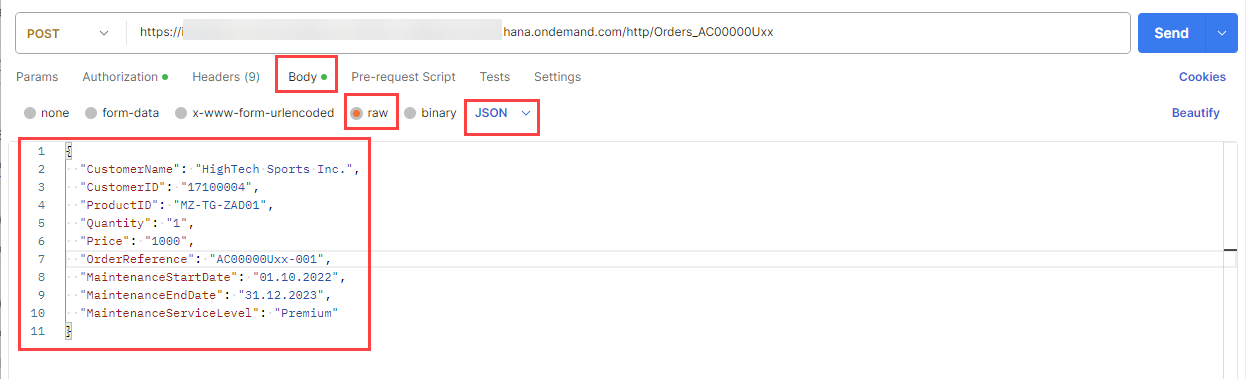 POST https://i hana.ondemand.com/http/Orders_AC00000Uxx Send
Params Authorization Headers (9) Body Pre-request Script Tests Settings Cookies
none form-data x-www-form-urlencoded raw binary JSON Beautify
1 {
2 "CustomerName": "HighTech Sports Inc.",
3 "CustomerID": "17100004",
4 "ProductID": "MZ-TG-ZAD01",
5 "Quantity": "1",
6 "Price": "1000",
7 "OrderReference": "AC00000Uxx-001",
8 "MaintenanceStartDate": "01.10.2022",
9 "MaintenanceEndDate": "31.12.2023",
10 "MaintenanceServiceLevel": "Premium"
11 }